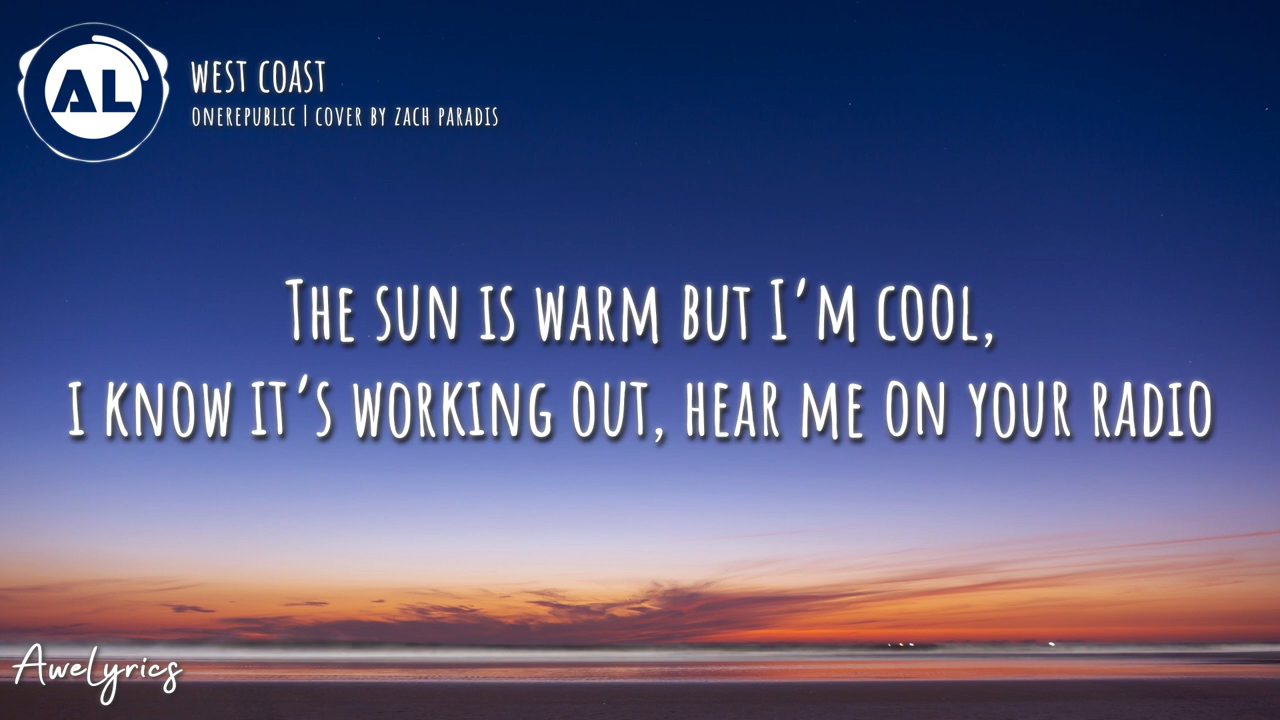 AL
WEST COAST
ONEREPUBLIC | COVER BY ZACH PARADIS
THE SUN IS WARM BUT I'M COOL,
I KNOW IT'S WORKING OUT, HEAR ME ON YOUR RADIO
AweLyrics